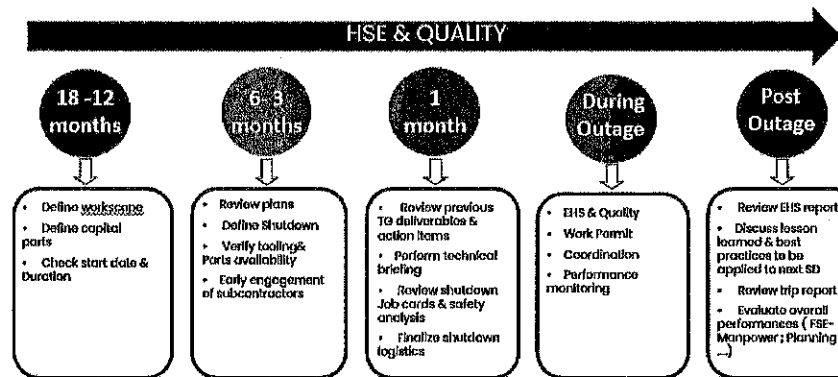 HSE & QUALITY
18 -12
months
6- 3
months
1
month
During
Outage
Post
Outage
• Define workscape
• Define capital
parts
• Check start date &
Duration
• Review plans
• Define Shutdown
• Verify tooling&
Parts availability
• Early engagement
of subcontractors
• Review previous
TG deliverables &
action items
• Perform technical
briefing
• Review shutdown
Job cards & safety
analysis
• Finalize shutdown
logistics
• EHS & Quality
• Work Permit
• Coordination
• Performance
monitoring
• Review EHS report
• Discuss lesson
learned & best
practices to be
applied to next SD
• Review trip report
• Evaluate overall
performances ( FSE-
Manpower ; Planning
...)